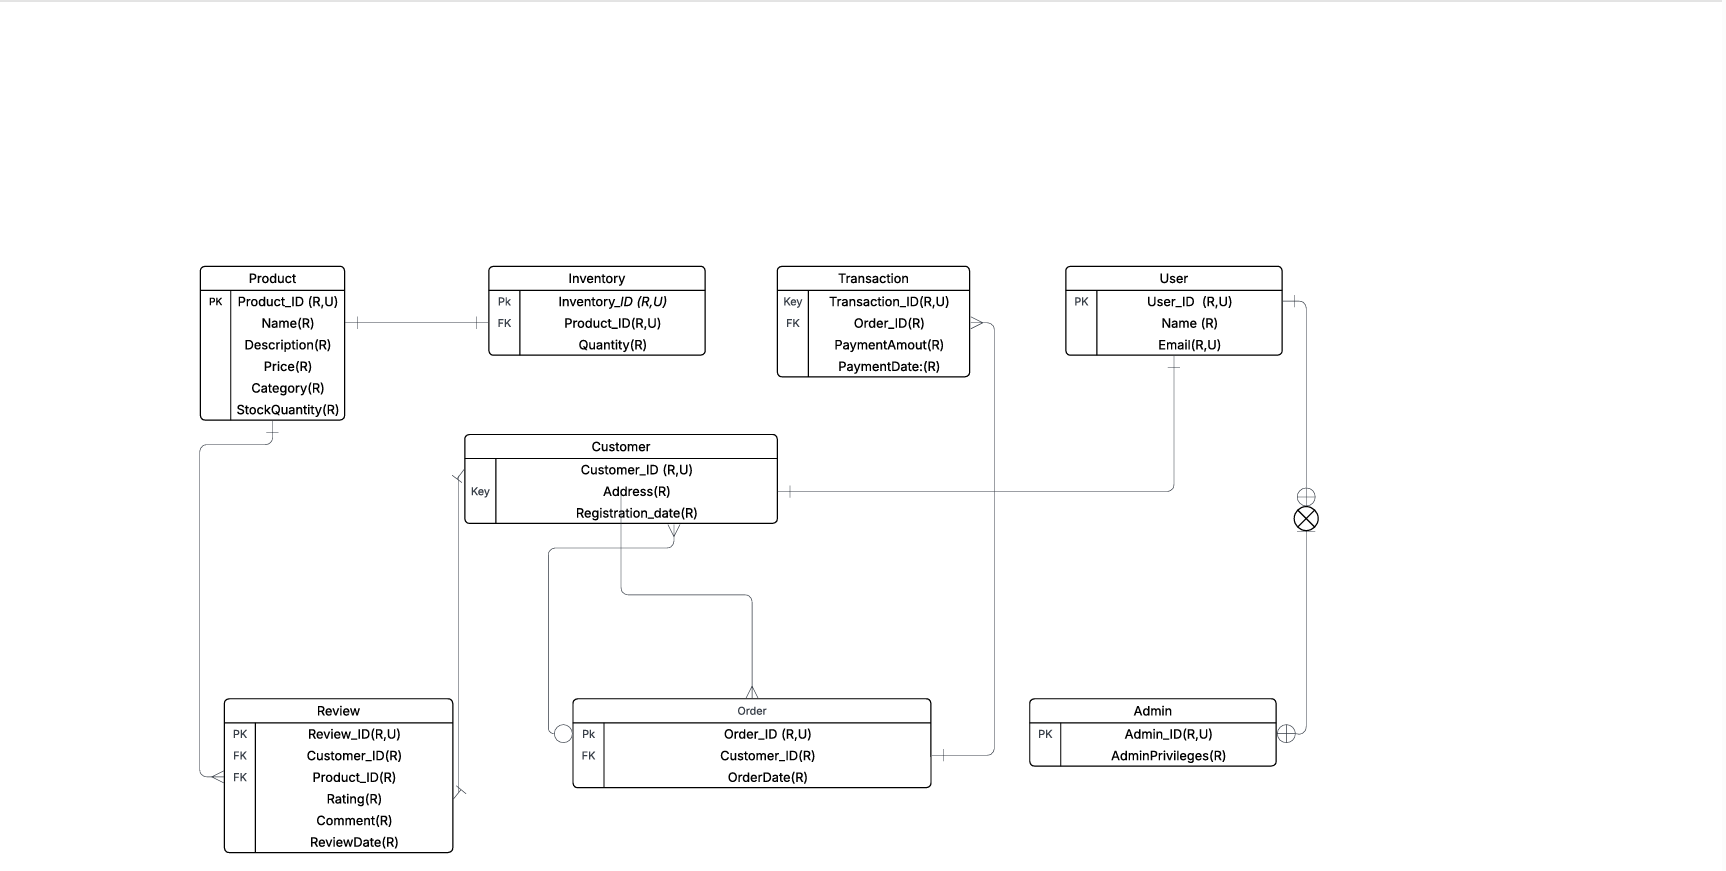 Product
PK Product_ID (R,U)
Name(R)
Description(R)
Price(R)
Category(R)
StockQuantity(R)
Inventory
Pk Inventory_ID (R,U)
FK Product_ID(R,U)
Quantity(R)
Transaction
Key Transaction_ID(R,U)
FK Order_ID(R)
PaymentAmout(R)
PaymentDate:(R)
User
PK User_ID (R,U)
Name (R)
Email(R,U)
Customer
Customer_ID (R,U)
Key Address(R)
Registration_date(R)
Review
PK Review_ID(R,U)
FK Customer_ID(R)
FK Product_ID(R)
Rating(R)
Comment(R)
ReviewDate(R)
Order
Pk Order_ID (R,U)
FK Customer_ID(R)
OrderDate(R)
Admin
PK Admin_ID(R,U)
AdminPrivileges(R)